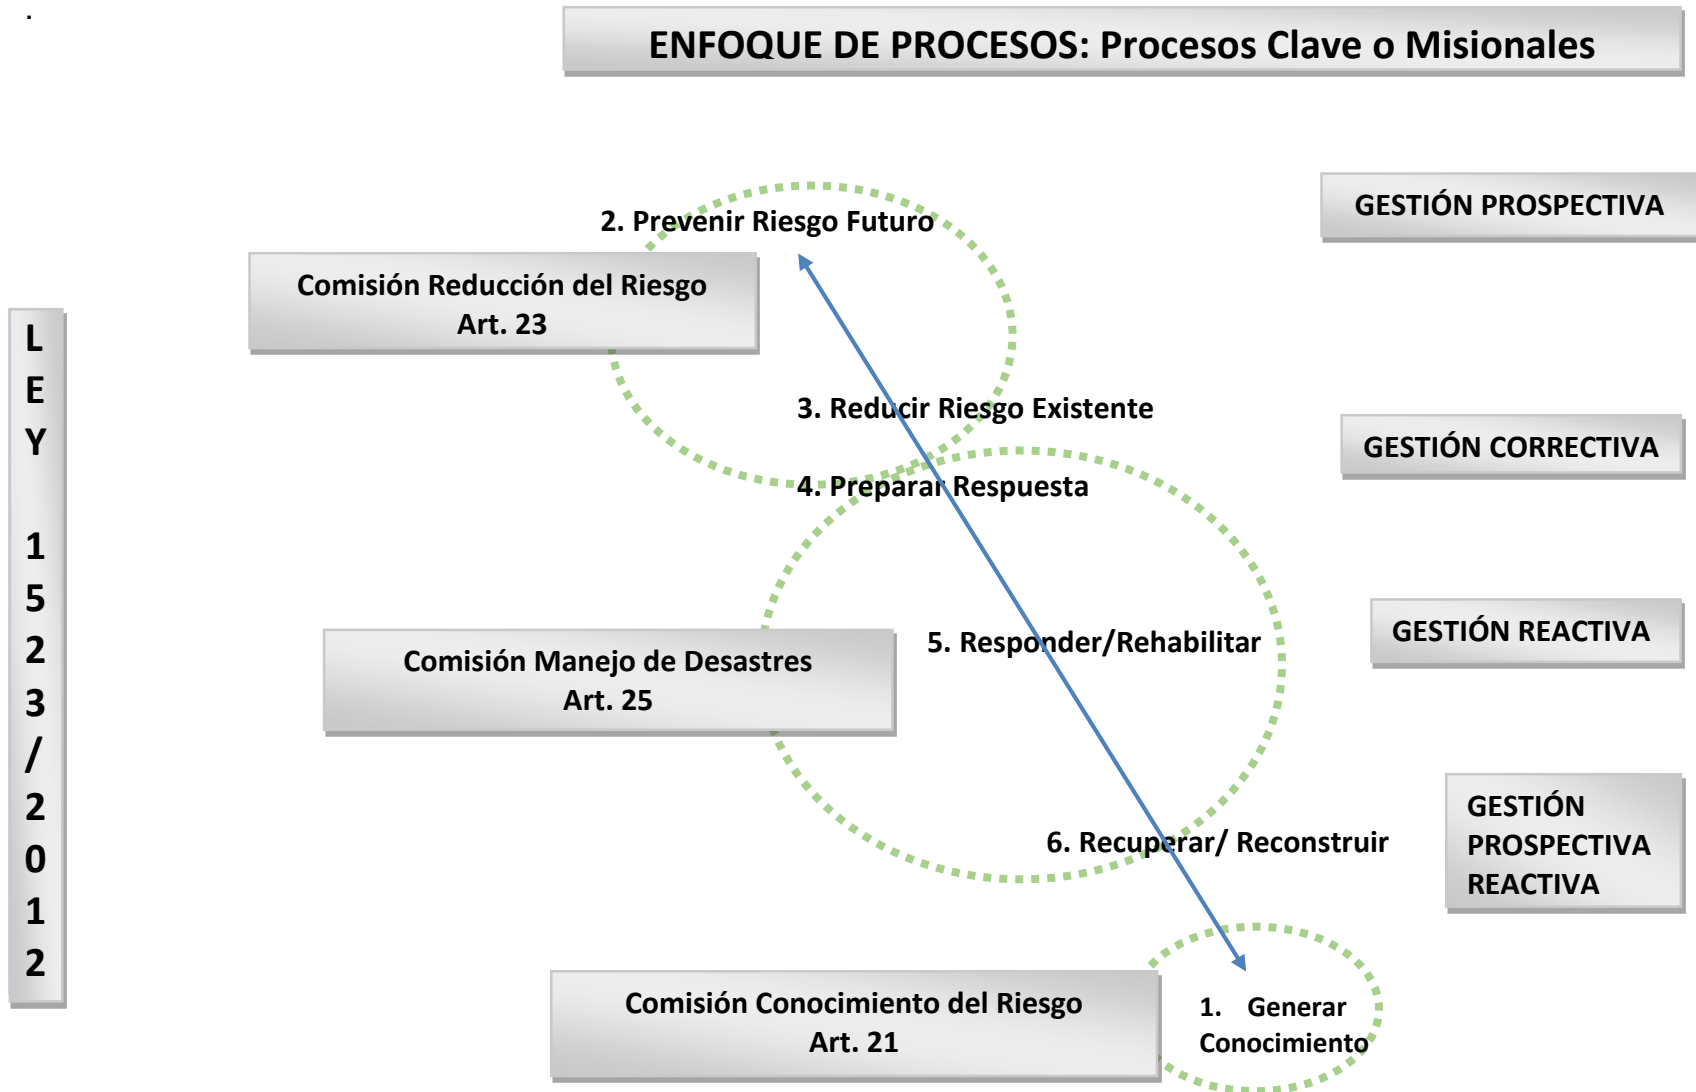 .
ENFOQUE DE PROCESOS: Procesos Clave o Misionales
GESTIÓN PROSPECTIVA
2. Prevenir Riesgo Futuro
Comisión Reducción del Riesgo
Art. 23
L
E
Y
1
5
2
3
/
2
0
1
2
3. Reducir Riesgo Existente
GESTIÓN CORRECTIVA
4. Preparar Respuesta
GESTIÓN REACTIVA
5. Responder/Rehabilitar
Comisión Manejo de Desastres
Art. 25
6. Recuperar/ Reconstruir
GESTIÓN
PROSPECTIVA
REACTIVA
Comisión Conocimiento del Riesgo
Art. 21
1. Generar
Conocimiento